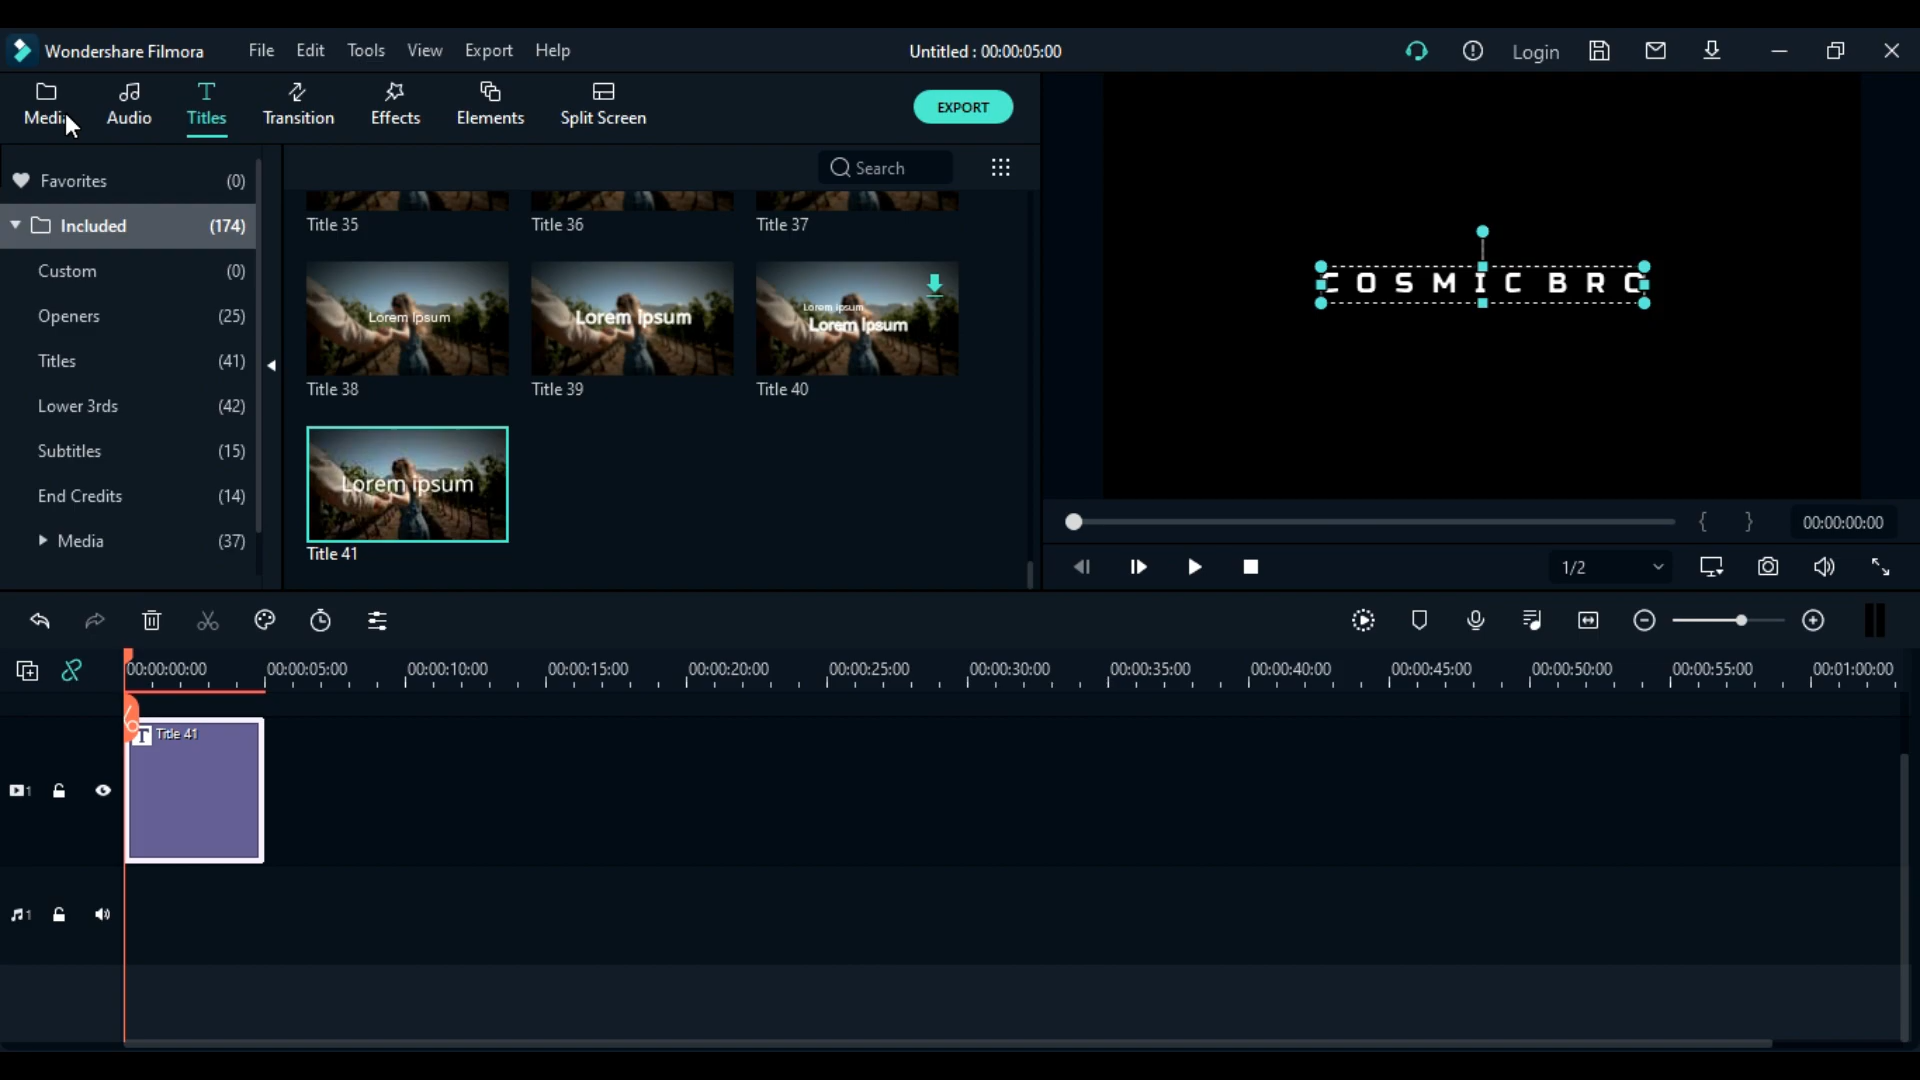 Wondershare Filmora File Edit Tools View Export Help Untitled : 00:00:05:00 Login
Media Audio Titles Transition Effects Elements Split Screen EXPORT
Search
Favorites (0)
Included (174)
Custom (0)
Openers (25)
Titles (41)
Lower 3rds (42)
Subtitles (15)
End Credits (14)
Media (37)
Title 35 Title 36 Title 37
Lorem ipsum
Lorem ipsum
Lorem ipsum
Lorem ipsum
Title 38 Title 39 Title 40
Lorem ipsum
Title 41
COSMIC BRO
{ } 00:00:00:00
1/2
00:00:00:00 00:00:05:00 00:00:10:00 00:00:15:00 00:00:20:00 00:00:25:00 00:00:30:00 00:00:35:00 00:00:40:00 00:00:45:00 00:00:50:00 00:00:55:00 00:01:00:00
T Title 41
1
1